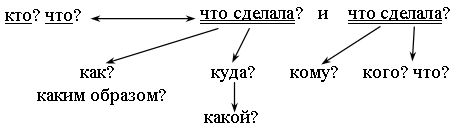 кто? что? что сделала? и что сделала?
как? куда? кому? кого? что?
каким образом?
какой?